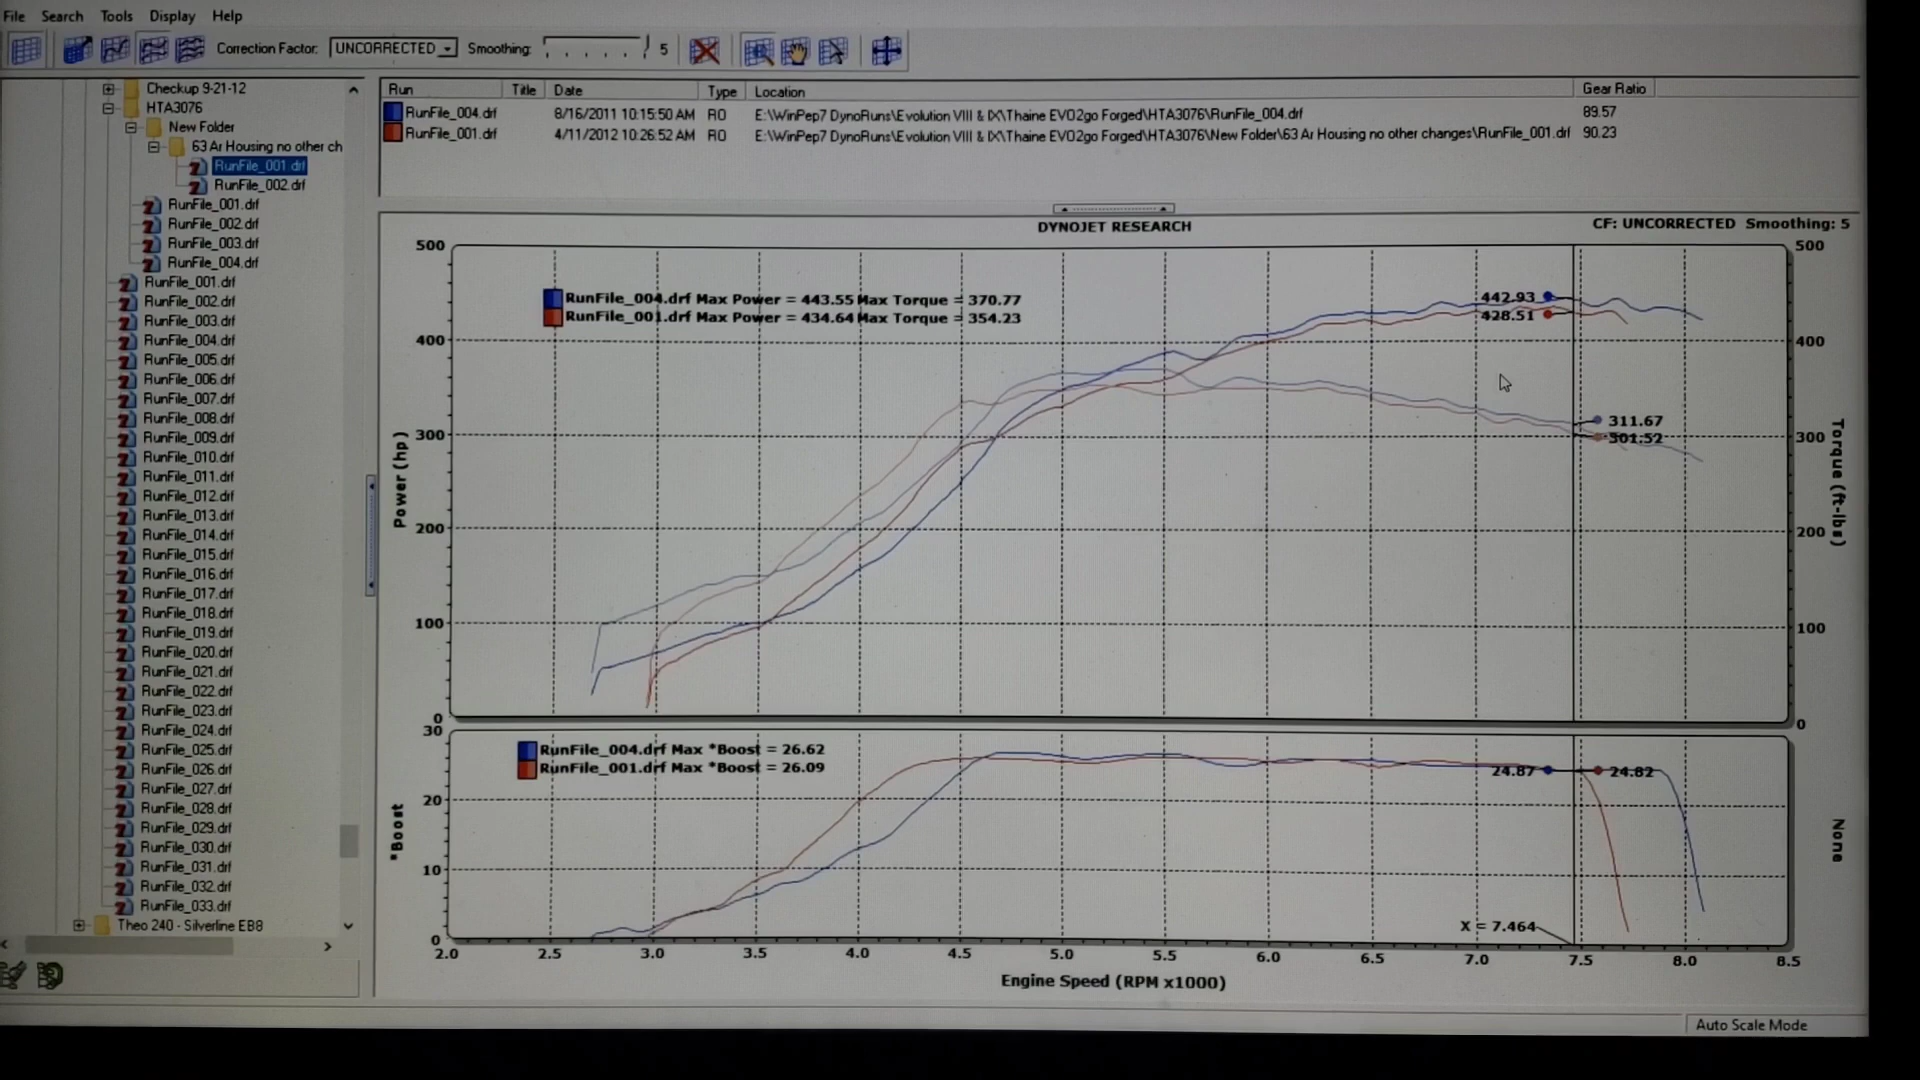 File Search Tools Display Help
Correction Factor: UNCORRECTED Smoothing: 5
Checkup 9-21-12
HTA3076
New Folder
63 Ar Housing no other ch
RunFile_001.drf
RunFile_002.drf
RunFile_001.drf
RunFile_002.drf
RunFile_003.drf
RunFile_004.drf
RunFile_001.drf
RunFile_002.drf
RunFile_003.drf
RunFile_004.drf
RunFile_005.drf
RunFile_006.drf
RunFile_007.drf
RunFile_008.drf
RunFile_009.drf
RunFile_010.drf
RunFile_011.drf
RunFile_012.drf
RunFile_013.drf
RunFile_014.drf
RunFile_015.drf
RunFile_016.drf
RunFile_017.drf
RunFile_018.drf
RunFile_019.drf
RunFile_020.drf
RunFile_021.drf
RunFile_022.drf
RunFile_023.drf
RunFile_024.drf
RunFile_025.drf
RunFile_026.drf
RunFile_027.drf
RunFile_028.drf
RunFile_029.drf
RunFile_030.drf
RunFile_031.drf
RunFile_032.drf
RunFile_033.drf
Theo 240 - Silverline EB8
Run Title Date Type Location Gear Ratio
RunFile_004.drf 8/16/2011 10:15:50 AM RO E:\WinPep7 DynoRuns\Evolution VIII & IX\Thaine EVO2go Forged\HTA3076\RunFile_004.drf 89.57
RunFile_001.drf 4/11/2012 10:26:52 AM RO E:\WinPep7 DynoRuns\Evolution VIII & IX\Thaine EVO2go Forged\HTA3076\New Folder\63 Ar Housing no other changes\RunFile_001.drf 90.23
DYNOJET RESEARCH
CF: UNCORRECTED Smoothing: 5
500 500
RunFile_004.drf Max Power = 443.55 Max Torque = 370.77
RunFile_001.drf Max Power = 434.64 Max Torque = 354.23
442.93
428.51
400 400
311.67
301.52
300 300
Power (hp)
Torque (ft-lbs)
200 200
100 100
0 0
30
RunFile_004.drf Max *Boost = 26.62
RunFile_001.drf Max *Boost = 26.09
24.87 24.82
20
*Boost
None
10
X = 7.464
0
2.0 2.5 3.0 3.5 4.0 4.5 5.0 5.5 6.0 6.5 7.0 7.5 8.0 8.5
Engine Speed (RPM x1000)
Auto Scale Mode